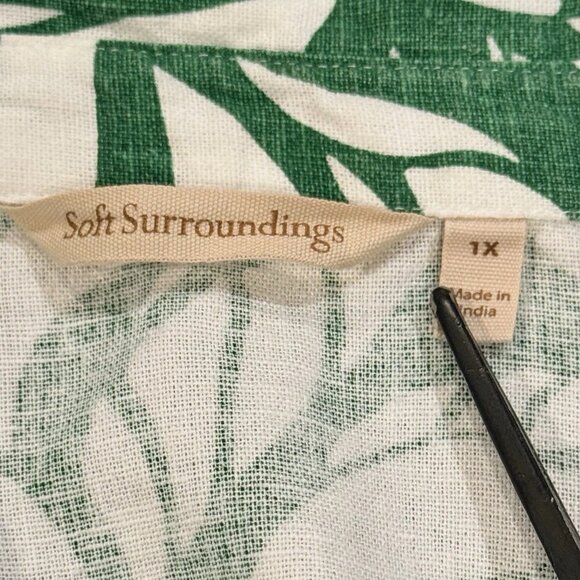 Soft Surroundings
1X
Made in
India